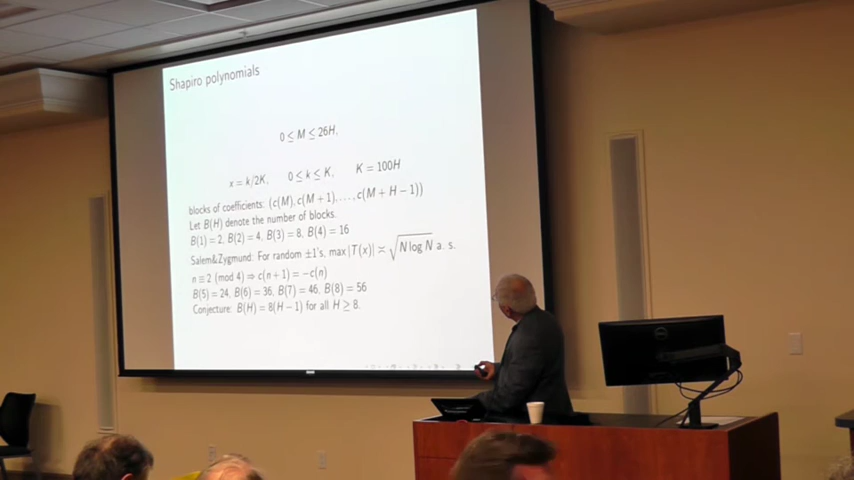 Shapiro polynomials
0 ≤ M ≤ 26H,
x = k/2K, 0 ≤ k ≤ K, K = 100H
blocks of coefficients: (c(M), c(M + 1), . . . , c(M + H − 1))
Let B(H) denote the number of blocks.
B(1) = 2, B(2) = 4, B(3) = 8, B(4) = 16
Salem&Zygmund: For random ±1's, max |T(x)| ≍ √N log N a. s.
n ≡ 2 (mod 4) ⇒ c(n + 1) = −c(n)
B(5) = 24, B(6) = 36, B(7) = 46, B(8) = 56
Conjecture: B(H) = 8(H − 1) for all H ≥ 8.
DELL